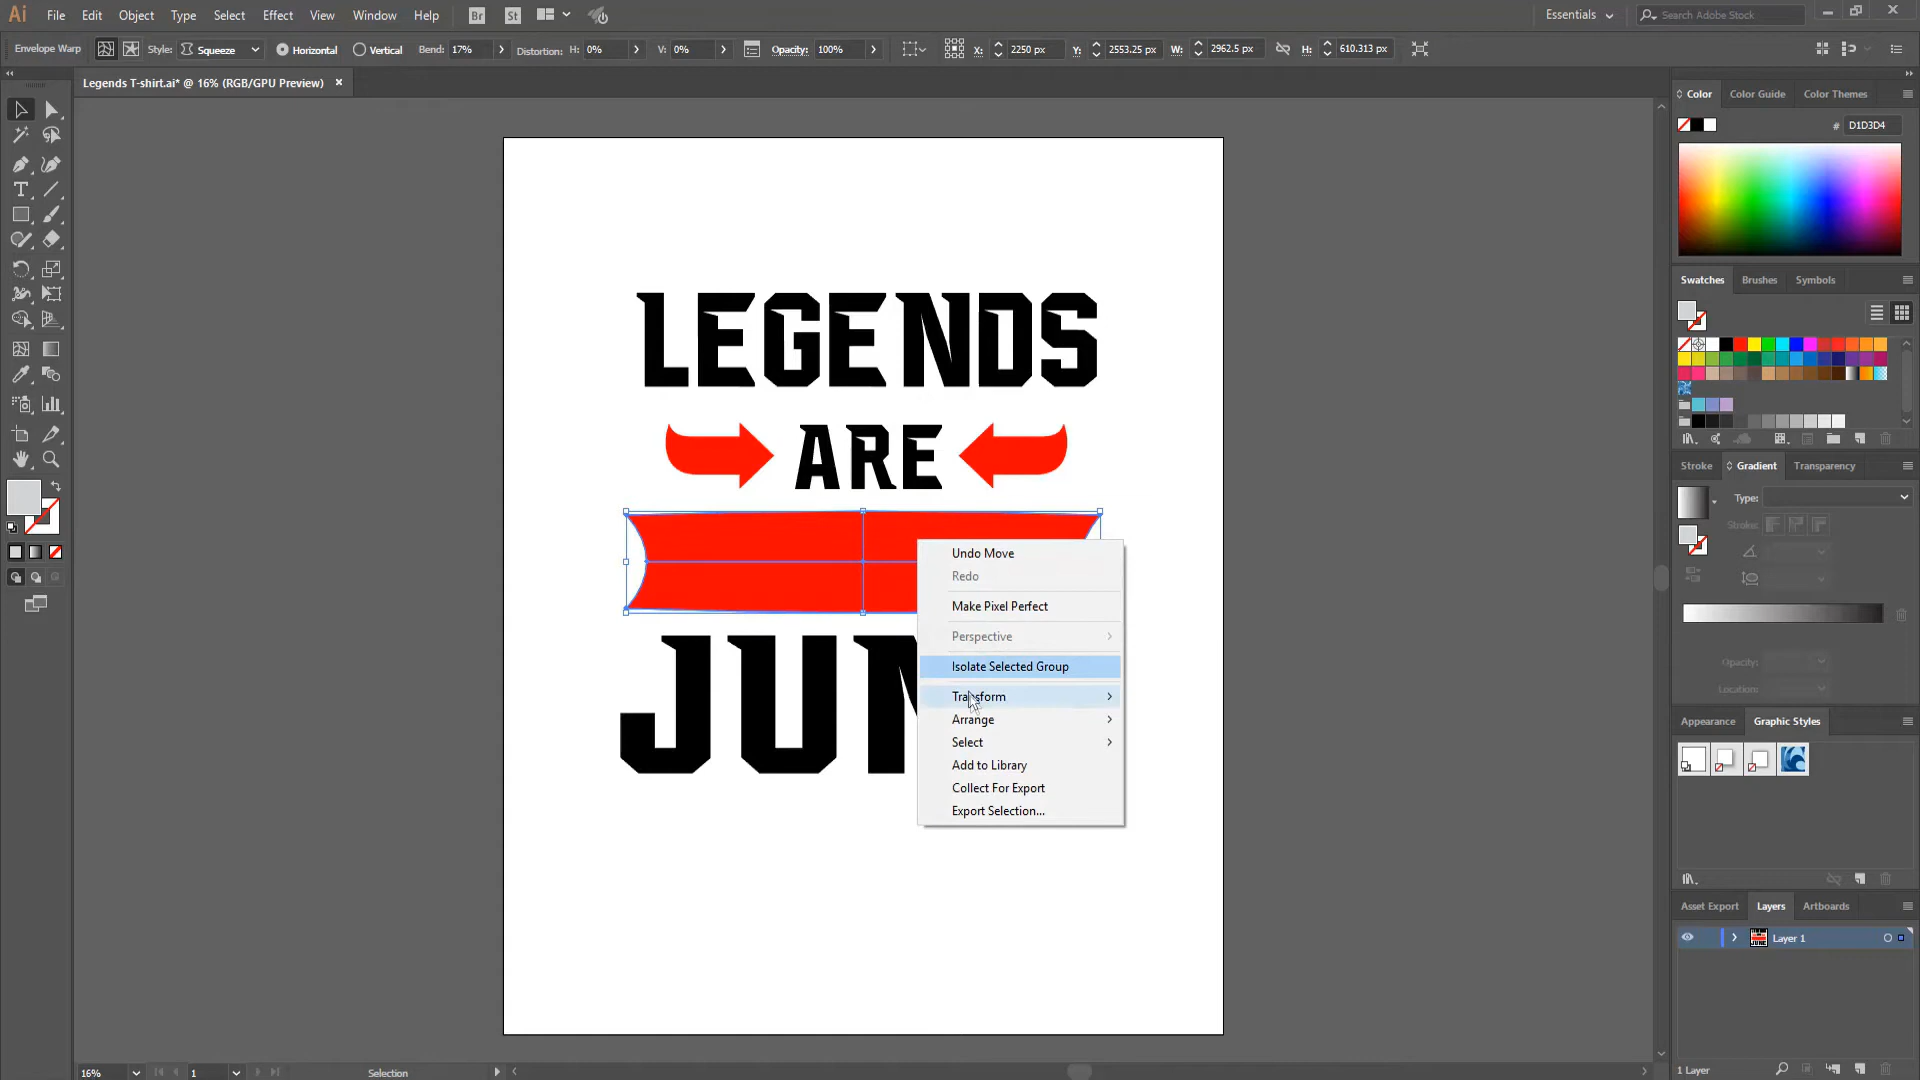 Ai File Edit Object Type Select Effect View Window Help Br St Essentials Search Adobe Stock
Envelope Warp Style: Squeeze Horizontal Vertical Bend: 17% Distortion: H: 0% V: 0% Opacity: 100% X: 2250 px Y: 2553.25 px W: 2962.5 px H: 610.313 px
Legends T-shirt.ai* @ 16% (RGB/GPU Preview) ×
Color Color Guide Color Themes
# D1D3D4
Swatches Brushes Symbols
LEGENDS
ARE
JUN
Undo Move
Redo
Make Pixel Perfect
Perspective
Isolate Selected Group
Transform
Arrange
Select
Add to Library
Collect For Export
Export Selection...
Stroke Gradient Transparency
Type:
Stroke:
Opacity:
Location:
Appearance Graphic Styles
Asset Export Layers Artboards
Layer 1
1 Layer
16% 1 Selection